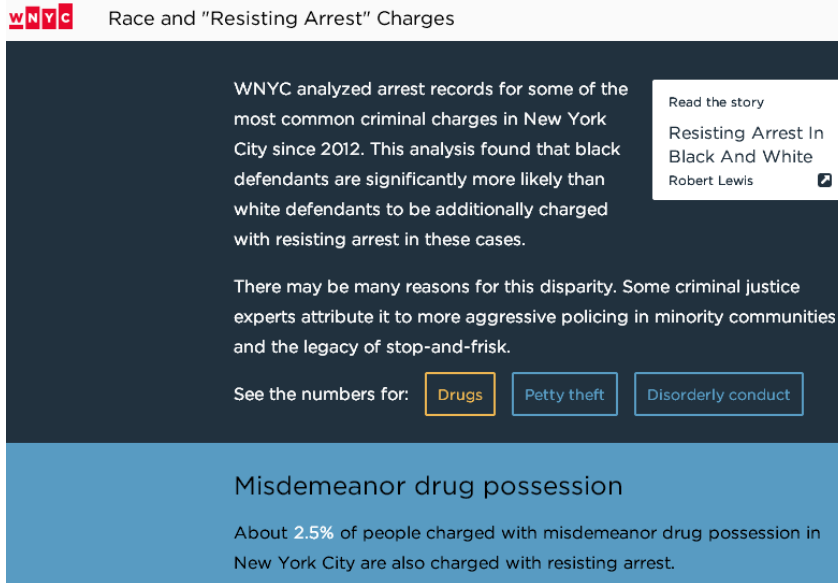 WNYC
Race and "Resisting Arrest" Charges
WNYC analyzed arrest records for some of the
most common criminal charges in New York
City since 2012. This analysis found that black
defendants are significantly more likely than
white defendants to be additionally charged
with resisting arrest in these cases.
Read the story
Resisting Arrest In
Black And White
Robert Lewis
There may be many reasons for this disparity. Some criminal justice
experts attribute it to more aggressive policing in minority communities
and the legacy of stop-and-frisk.
See the numbers for: Drugs Petty theft Disorderly conduct
Misdemeanor drug possession
About 2.5% of people charged with misdemeanor drug possession in
New York City are also charged with resisting arrest.